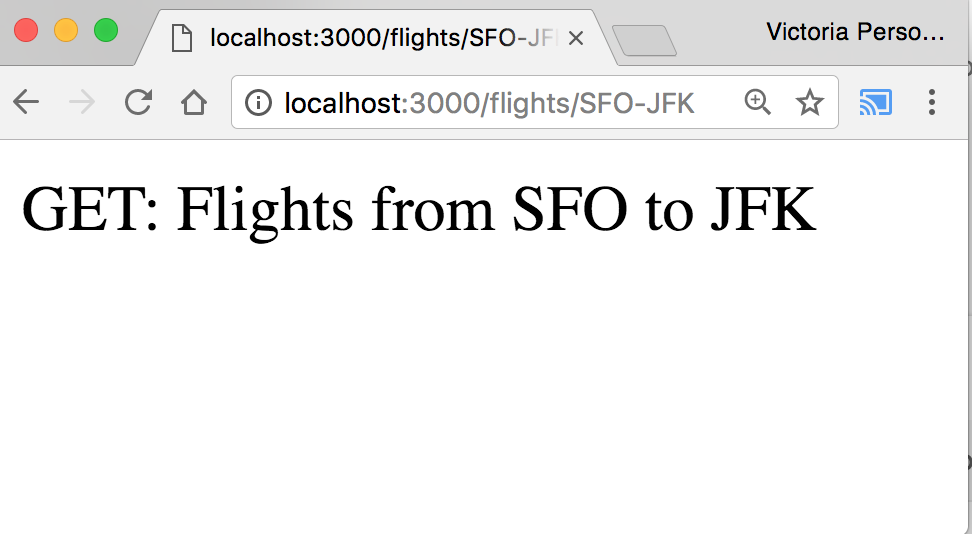 localhost:3000/flights/SFO-JF
Victoria Perso...
localhost:3000/flights/SFO-JFK
GET: Flights from SFO to JFK